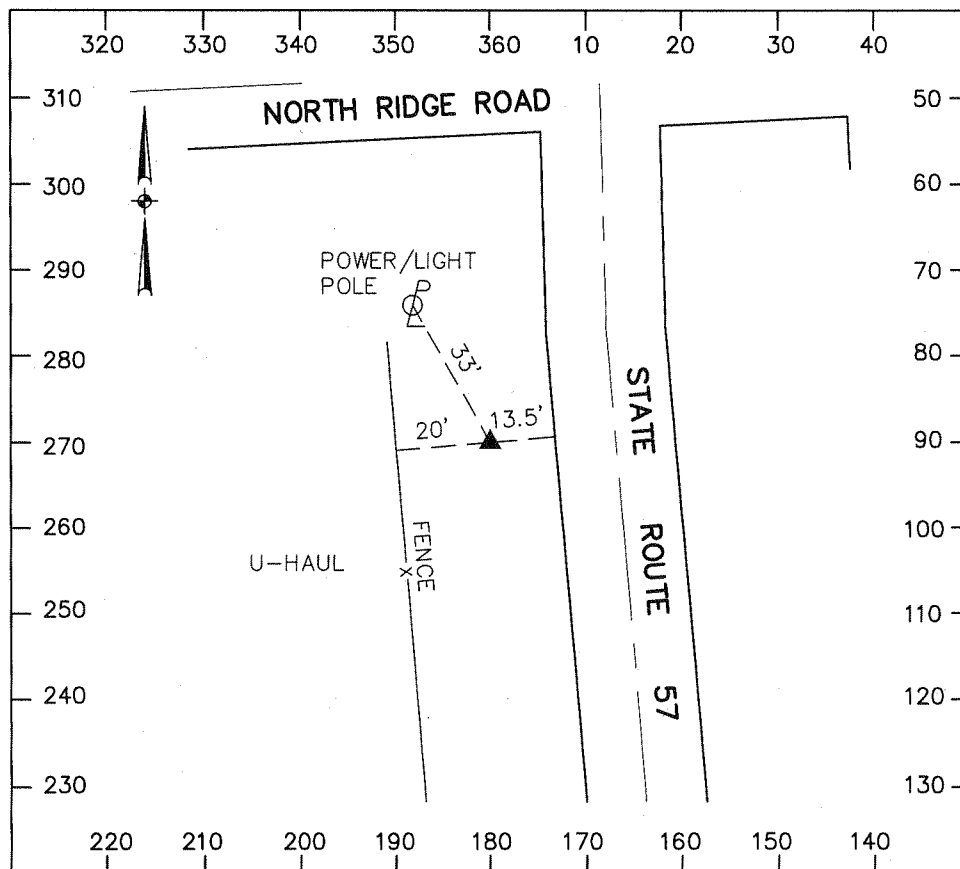 320 330 340 350 360 10 20 30 40
310 50
300 60
290 70
280 80
270 90
260 100
250 110
240 120
230 130
220 210 200 190 180 170 160 150 140
NORTH RIDGE ROAD
POWER/LIGHT
POLE
P
33'
20'
13.5'
STATE ROUTE 57
FENCE
x
U-HAUL